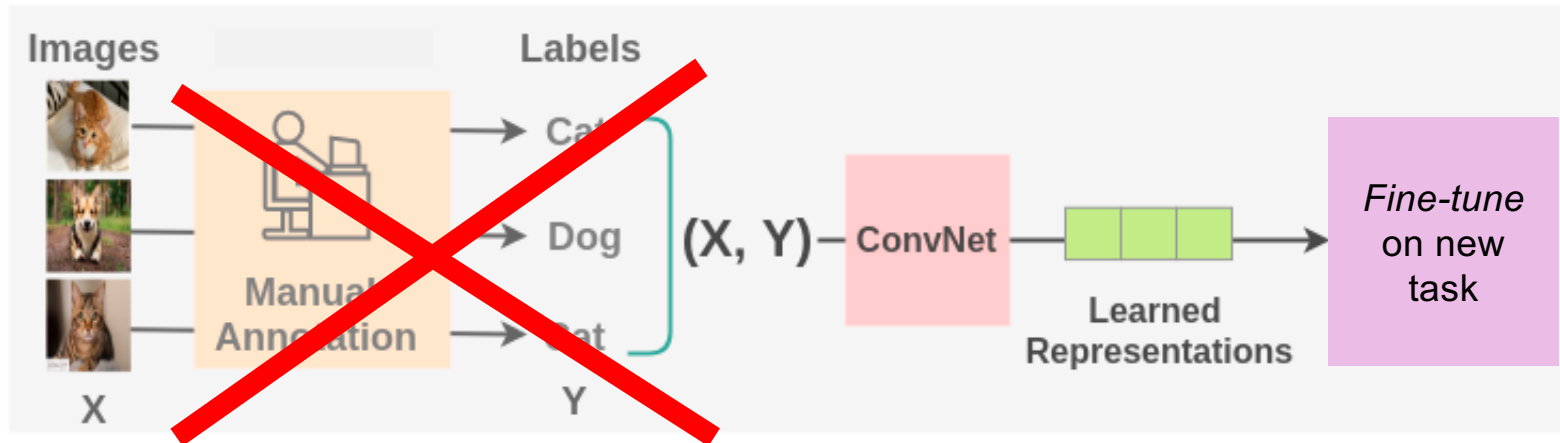 Images
Labels
Cat
Dog
Cat
Manual
Annotation
X
Y
(X, Y)
ConvNet
Learned
Representations
Fine-tune
on new
task